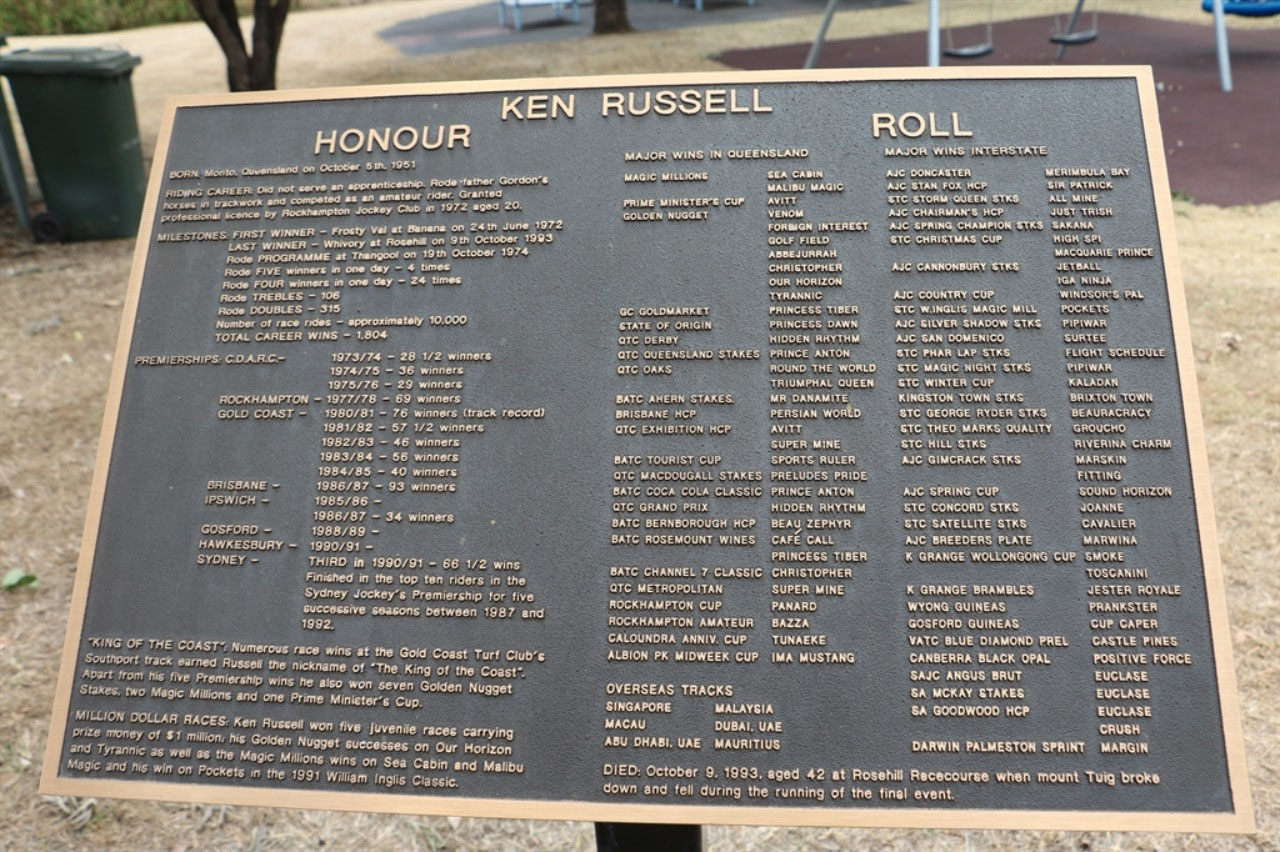 KEN RUSSELL
HONOUR ROLL
BORN: Monto, Queensland on October 5th, 1951
RIDING CAREER: Did not serve an apprenticeship. Rode father Gordon's
horses in trackwork and competed as an amateur rider. Granted
professional licence by Rockhampton Jockey Club in 1972 aged 20.
MILESTONES: FIRST WINNER - Frosty Val at Banana on 24th June 1972
LAST WINNER - Whivory at Rosehill on 9th October 1993
Rode PROGRAMME at Thangool on 19th October 1974
Rode FIVE winners in one day - 4 times
Rode FOUR winners in one day - 24 times
Rode TREBLES - 106
Rode DOUBLES - 315
Number of race rides - approximately 10,000
TOTAL CAREER WINS - 1,804
PREMIERSHIPS: C.D.A.R.C.- 1973/74 - 28 1/2 winners
1974/75 - 36 winners
1975/76 - 29 winners
ROCKHAMPTON - 1977/78 - 69 winners
GOLD COAST - 1980/81 - 76 winners (track record)
1981/82 - 57 1/2 winners
1982/83 - 46 winners
1983/84 - 56 winners
1984/85 - 40 winners
BRISBANE - 1986/87 - 93 winners
IPSWICH - 1985/86 -
1986/87 - 34 winners
GOSFORD - 1988/89 -
HAWKESBURY - 1990/91 -
SYDNEY - THIRD in 1990/91 - 66 1/2 wins
Finished in the top ten riders in the
Sydney Jockey's Premiership for five
successive seasons between 1987 and
1992.
"KING OF THE COAST": Numerous race wins at the Gold Coast Turf Club's
Southport track earned Russell the nickname of "The King of the Coast".
Apart from his five Premiership wins he also won seven Golden Nugget
Stakes, two Magic Millions and one Prime Minister's Cup.
MILLION DOLLAR RACES: Ken Russell won five juvenile races carrying
prize money of $1 million; his Golden Nugget successes on Our Horizon
and Tyrannic as well as the Magic Millions wins on Sea Cabin and Malibu
Magic and his win on Pockets in the 1991 William Inglis Classic.
MAJOR WINS IN QUEENSLAND
MAGIC MILLIONS SEA CABIN
MALIBU MAGIC
PRIME MINISTER'S CUP AVITT
GOLDEN NUGGET VENOM
FOREIGN INTEREST
GOLF FIELD
ABBEJURRAH
CHRISTOPHER
OUR HORIZON
TYRANNIC
GC GOLDMARKET PRINCESS TIBER
STATE OF ORIGIN PRINCESS DAWN
QTC DERBY HIDDEN RHYTHM
QTC QUEENSLAND STAKES PRINCE ANTON
QTC OAKS ROUND THE WORLD
TRIUMPHAL QUEEN
BATC AHERN STAKES. MR DANAMITE
BRISBANE HCP PERSIAN WORLD
QTC EXHIBITION HCP AVITT
SUPER MINE
BATC TOURIST CUP SPORTS RULER
QTC MACDOUGALL STAKES PRELUDES PRIDE
BATC COCA COLA CLASSIC PRINCE ANTON
QTC GRAND PRIX HIDDEN RHYTHM
BATC BERNBOROUGH HCP BEAU ZEPHYR
BATC ROSEMOUNT WINES CAFÉ CALL
PRINCESS TIBER
BATC CHANNEL 7 CLASSIC CHRISTOPHER
QTC METROPOLITAN SUPER MINE
ROCKHAMPTON CUP PANARD
ROCKHAMPTON AMATEUR BAZZA
CALOUNDRA ANNIV. CUP TUNAEKE
ALBION PK MIDWEEK CUP IMA MUSTANG
OVERSEAS TRACKS
SINGAPORE MALAYSIA
MACAU DUBAI, UAE
ABU DHABI, UAE MAURITIUS
MAJOR WINS INTERSTATE
AJC DONCASTER MERIMBULA BAY
AJC STAN FOX HCP SIR PATRICK
STC STORM QUEEN STKS ALL MINE
AJC CHAIRMAN'S HCP JUST TRISH
AJC SPRING CHAMPION STKS SAKANA
STC CHRISTMAS CUP HIGH SPI
MACQUARIE PRINCE
AJC CANNONBURY STKS JETBALL
IGA NINJA
AJC COUNTRY CUP WINDSOR'S PAL
STC W.INGLIS MAGIC MILL POCKETS
AJC SILVER SHADOW STKS PIPIWAR
AJC SAN DOMENICO SURTEE
STC PHAR LAP STKS FLIGHT SCHEDULE
STC MAGIC NIGHT STKS PIPIWAR
STC WINTER CUP KALADAN
KINGSTON TOWN STKS BRIXTON TOWN
STC GEORGE RYDER STKS BEAURACRACY
STC THEO MARKS QUALITY GROUCHO
STC HILL STKS RIVERINA CHARM
AJC GIMCRACK STKS MARSKIN
FITTING
AJC SPRING CUP SOUND HORIZON
STC CONCORD STKS JOANNE
STC SATELLITE STKS CAVALIER
AJC BREEDERS PLATE MARWINA
K GRANGE WOLLONGONG CUP SMOKE
TOSCANINI
K GRANGE BRAMBLES JESTER ROYALE
WYONG GUINEAS PRANKSTER
GOSFORD GUINEAS CUP CAPER
VATC BLUE DIAMOND PREL CASTLE PINES
CANBERRA BLACK OPAL POSITIVE FORCE
SAJC ANGUS BRUT EUCLASE
SA MCKAY STAKES EUCLASE
SA GOODWOOD HCP EUCLASE
CRUSH
DARWIN PALMESTON SPRINT MARGIN
DIED: October 9, 1993, aged 42 at Rosehill Racecourse when mount Tuig broke
down and fell during the running of the final event.